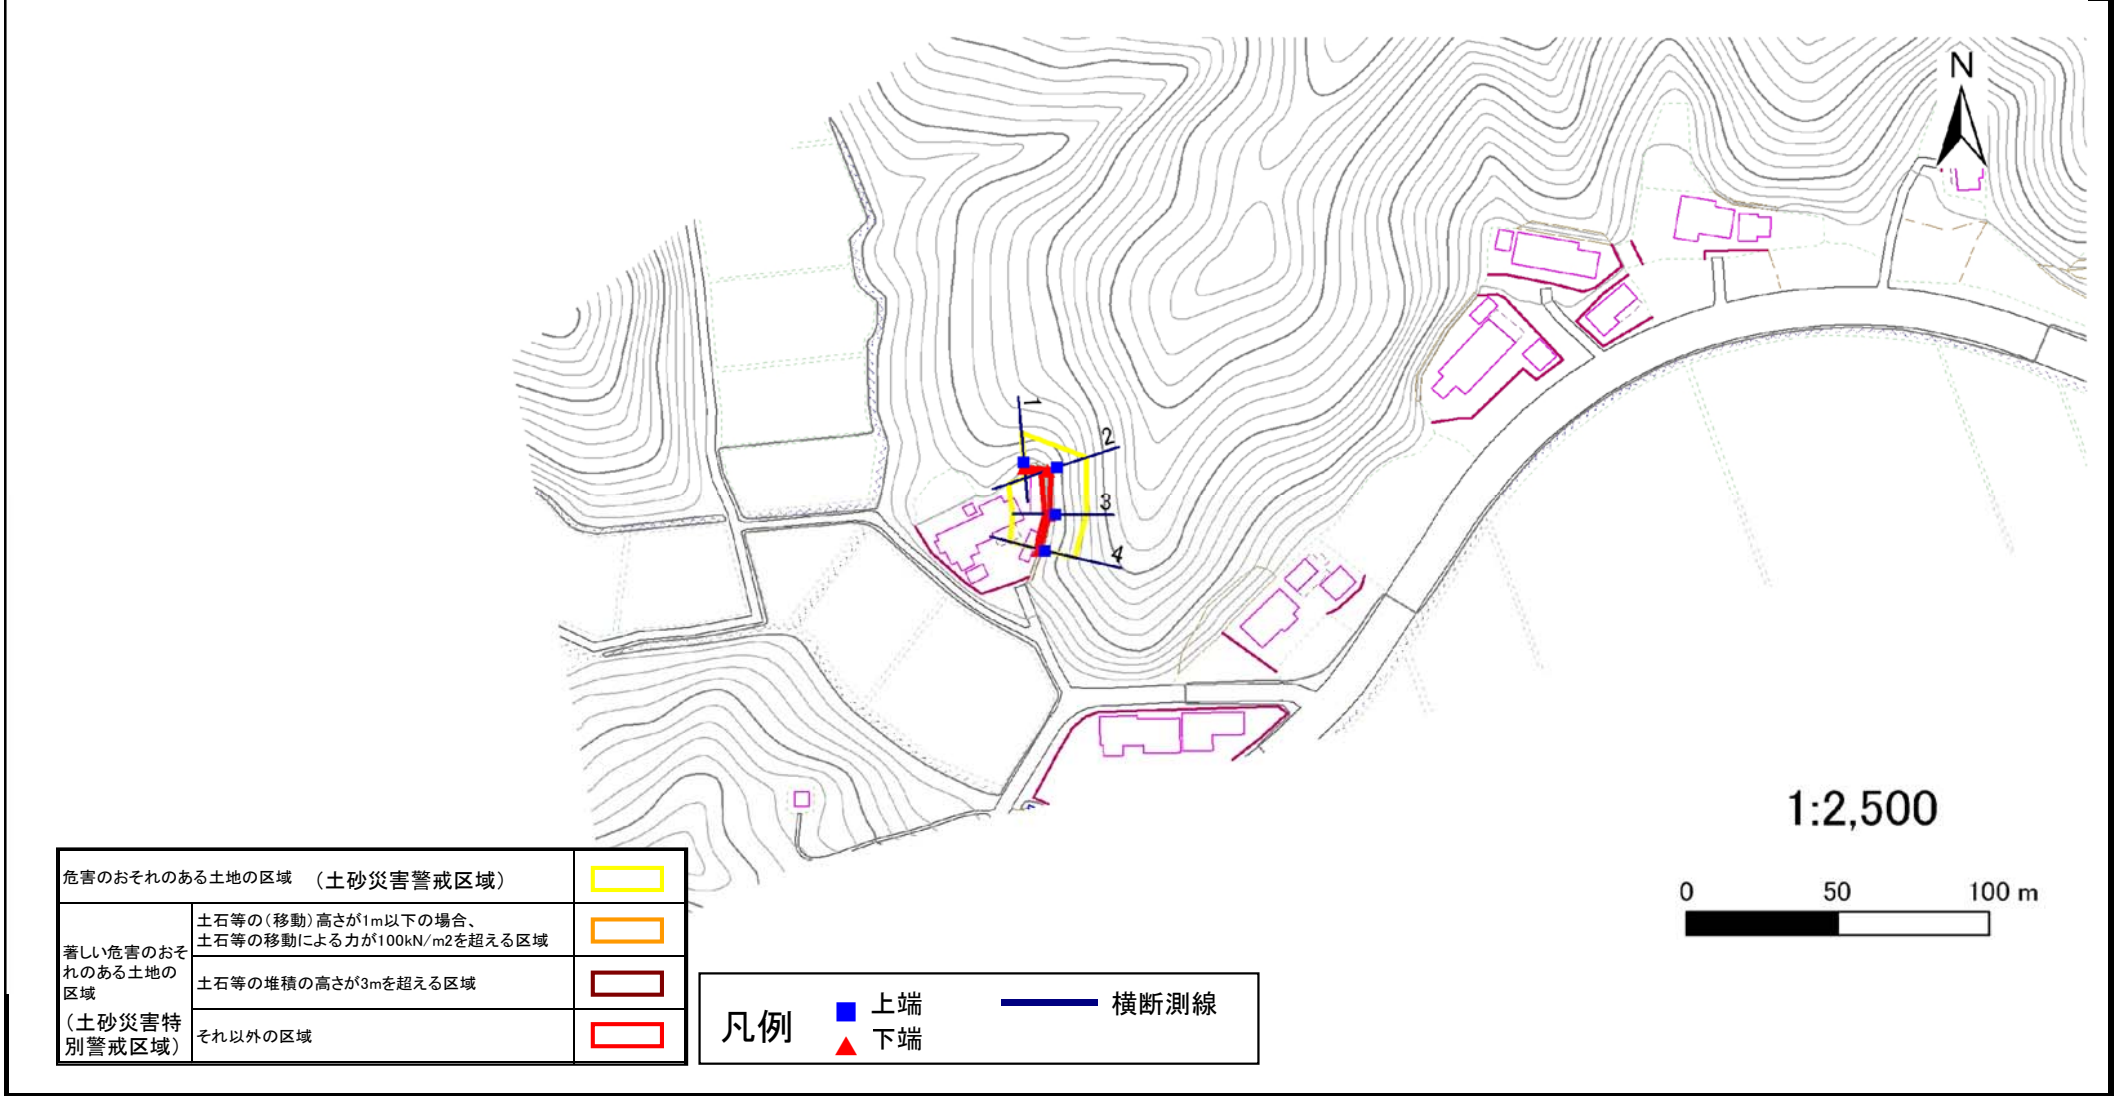 N
1
2
3
4
1:2,500
0 50 100 m
危害のおそれのある土地の区域 （土砂災害警戒区域）
著しい危害のおそ
れのある土地の
区域
（土砂災害特
別警戒区域）
土石等の（移動）高さが1m以下の場合、
土石等の移動による力が100kN/m2を超える区域
土石等の堆積の高さが3mを超える区域
それ以外の区域
凡例
上端
下端
横断測線